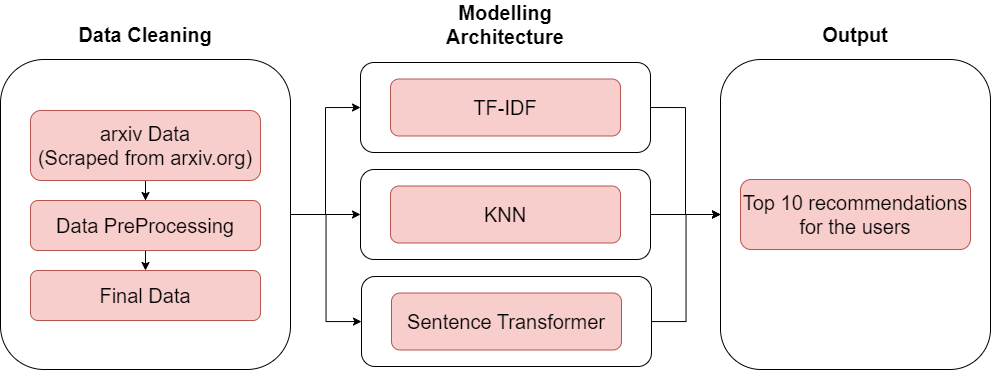 Data Cleaning
arxiv Data
(Scraped from arxiv.org)
Data PreProcessing
Final Data
Modelling
Architecture
TF-IDF
KNN
Sentence Transformer
Output
Top 10 recommendations
for the users